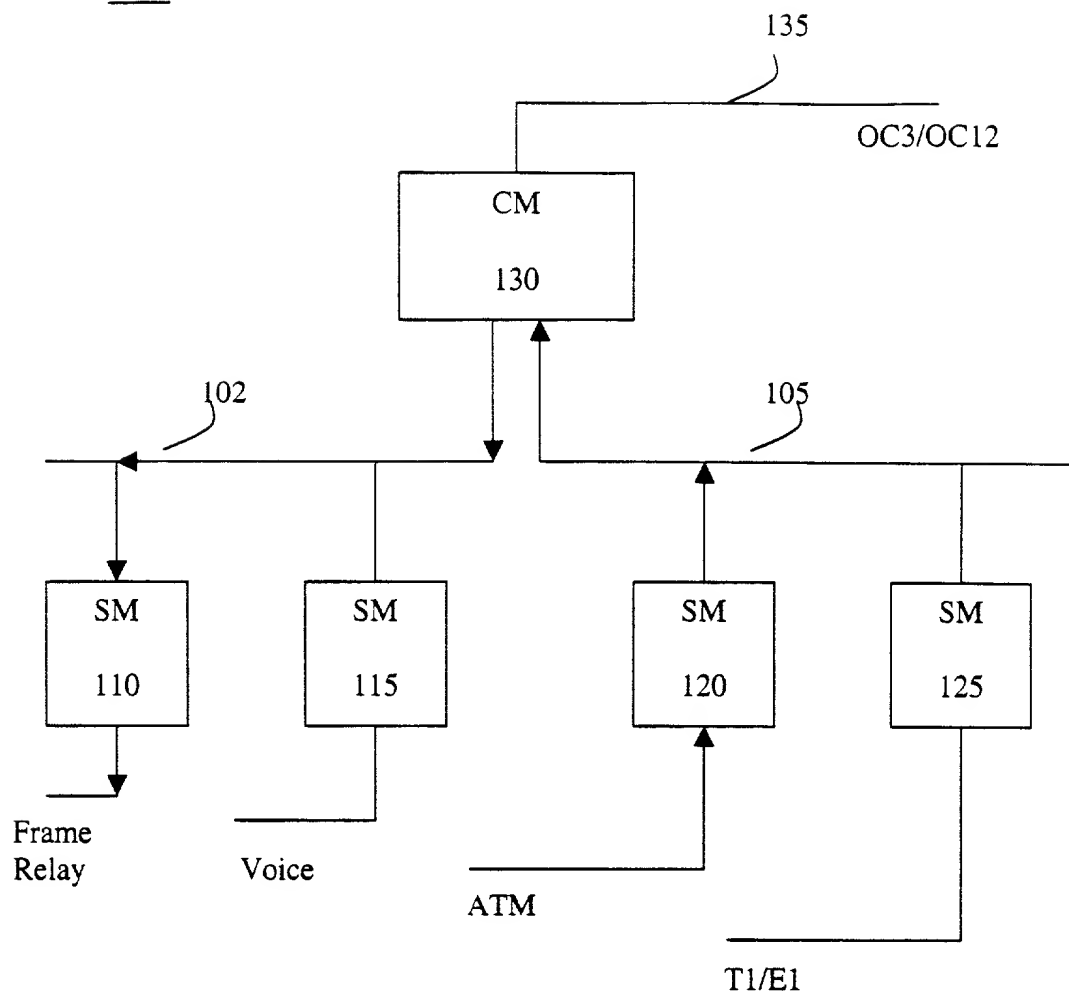 135
OC3/OC12
CM
130
102
105
SM
110
SM
115
SM
120
SM
125
Frame
Relay
Voice
ATM
T1/E1